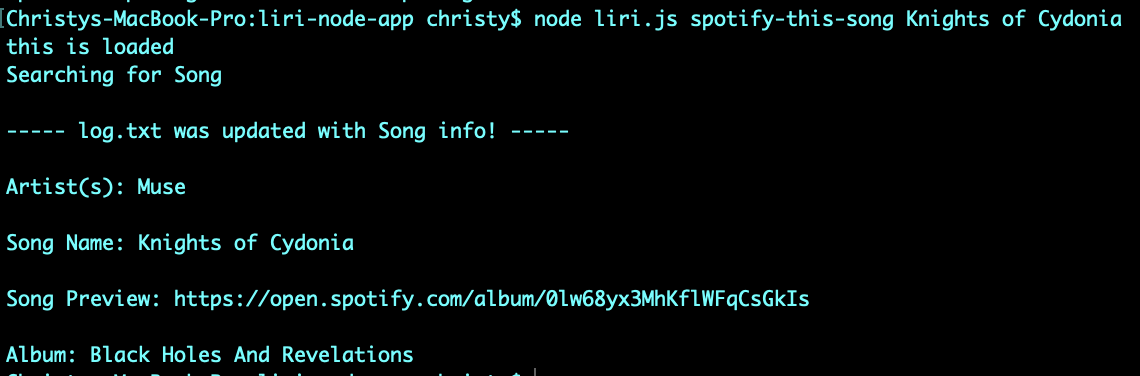 Christys-MacBook-Pro:liri-node-app christy$ node liri.js spotify-this-song Knights of Cydonia
this is loaded
Searching for Song
----- log.txt was updated with Song info! -----
Artist(s): Muse
Song Name: Knights of Cydonia
Song Preview: https://open.spotify.com/album/0lw68yx3MhKflWFqCsGkIs
Album: Black Holes And Revelations